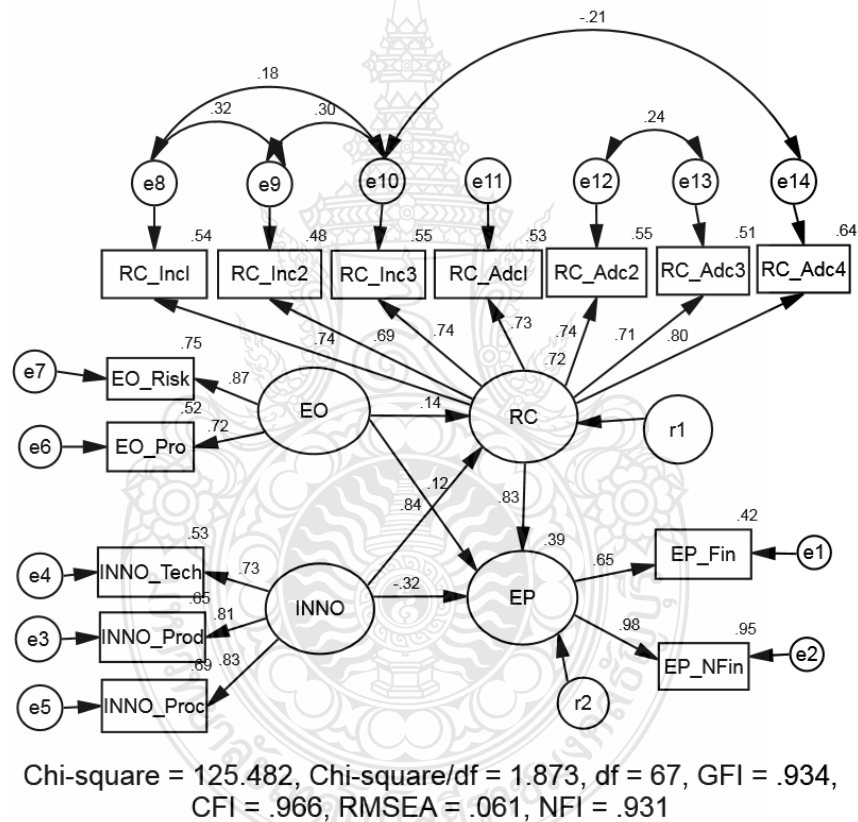 -.21
.18
.32
.30
.24
e8
e9
e10
e11
e12
e13
e14
.54
.48
.55
.53
.55
.51
.64
RC_Incl
RC_Inc2
RC_Inc3
RC_Adcl
RC_Adc2
RC_Adc3
RC_Adc4
.74
.69
.74
.73
.74
.71
.80
.72
.75
e7
EO_Risk
.87
.52
e6
EO_Pro
.72
EO
.14
RC
r1
.12
.84
.83
.53
e4
INNO_Tech
.73
.65
e3
INNO_Prod
.81
.69
e5
INNO_Proc
.83
INNO
-.32
.39
EP
.65
.42
EP_Fin
e1
.98
.95
EP_NFin
e2
r2
Chi-square = 125.482, Chi-square/df = 1.873, df = 67, GFI = .934,
CFI = .966, RMSEA = .061, NFI = .931